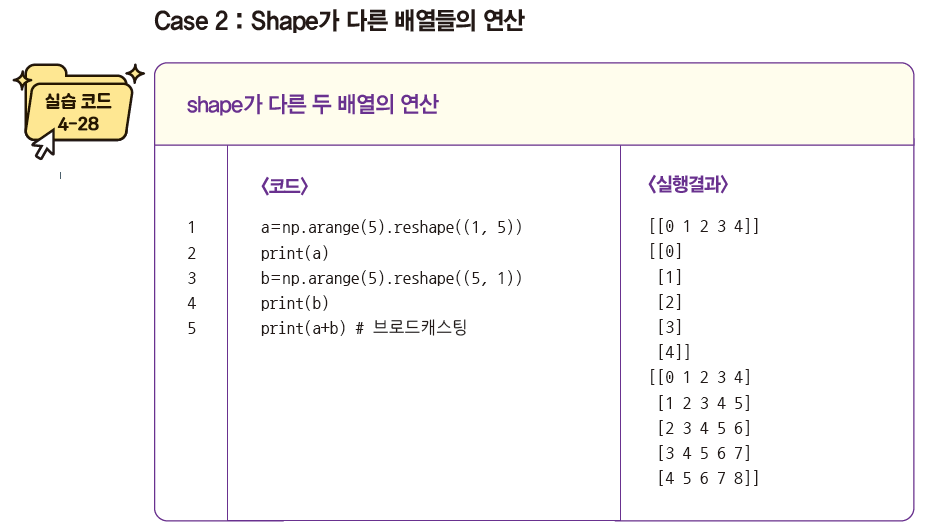 Case 2 : Shape가 다른 배열들의 연산
실습 코드
4-28
shape가 다른 두 배열의 연산
<코드>
1 a=np.arange(5).reshape((1, 5))
2 print(a)
3 b=np.arange(5).reshape((5, 1))
4 print(b)
5 print(a+b) # 브로드캐스팅
<실행결과>
[[0 1 2 3 4]]
[[0]
 [1]
 [2]
 [3]
 [4]]
[[0 1 2 3 4]
 [1 2 3 4 5]
 [2 3 4 5 6]
 [3 4 5 6 7]
 [4 5 6 7 8]]